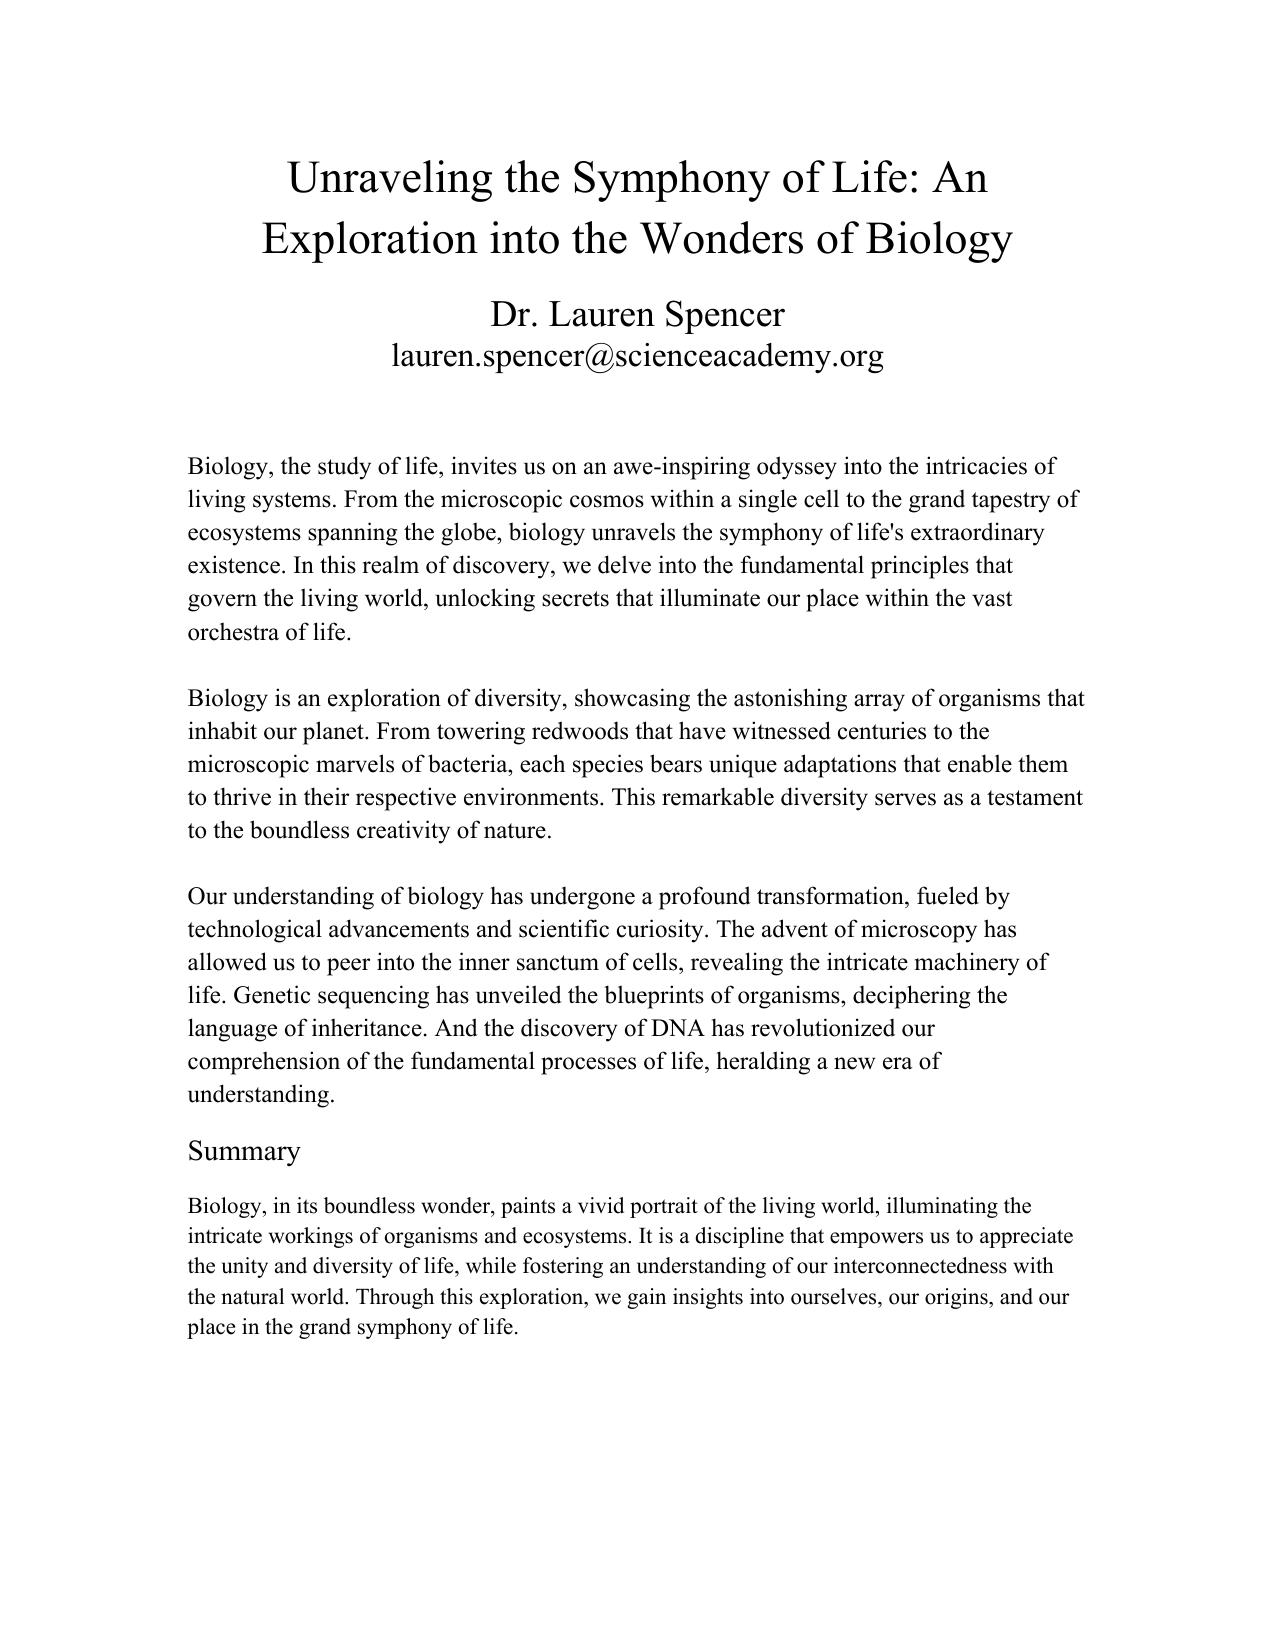 Unraveling the Symphony of Life: An
Exploration into the Wonders of Biology
Dr. Lauren Spencer
lauren.spencer@scienceacademy.org
Biology, the study of life, invites us on an awe-inspiring odyssey into the intricacies of
living systems. From the microscopic cosmos within a single cell to the grand tapestry of
ecosystems spanning the globe, biology unravels the symphony of life's extraordinary
existence. In this realm of discovery, we delve into the fundamental principles that
govern the living world, unlocking secrets that illuminate our place within the vast
orchestra of life.
Biology is an exploration of diversity, showcasing the astonishing array of organisms that
inhabit our planet. From towering redwoods that have witnessed centuries to the
microscopic marvels of bacteria, each species bears unique adaptations that enable them
to thrive in their respective environments. This remarkable diversity serves as a testament
to the boundless creativity of nature.
Our understanding of biology has undergone a profound transformation, fueled by
technological advancements and scientific curiosity. The advent of microscopy has
allowed us to peer into the inner sanctum of cells, revealing the intricate machinery of
life. Genetic sequencing has unveiled the blueprints of organisms, deciphering the
language of inheritance. And the discovery of DNA has revolutionized our
comprehension of the fundamental processes of life, heralding a new era of
understanding.
Summary
Biology, in its boundless wonder, paints a vivid portrait of the living world, illuminating the
intricate workings of organisms and ecosystems. It is a discipline that empowers us to appreciate
the unity and diversity of life, while fostering an understanding of our interconnectedness with
the natural world. Through this exploration, we gain insights into ourselves, our origins, and our
place in the grand symphony of life.